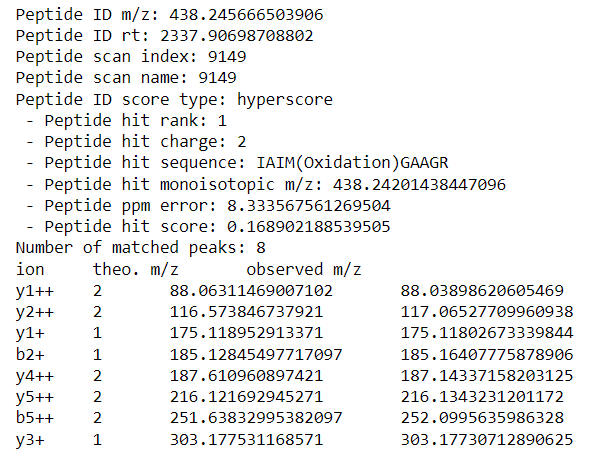 Peptide ID m/z: 438.245666503906
Peptide ID rt: 2337.90698708802
Peptide scan index: 9149
Peptide scan name: 9149
Peptide ID score type: hyperscore
 - Peptide hit rank: 1
 - Peptide hit charge: 2
 - Peptide hit sequence: IAIM(Oxidation)GAAGR
 - Peptide hit monoisotopic m/z: 438.24201438447096
 - Peptide ppm error: 8.333567561269504
 - Peptide hit score: 0.168902188539505
Number of matched peaks: 8
ion theo. m/z observed m/z
y1++ 2 88.06311469007102 88.03898620605469
y2++ 2 116.573846737921 117.06527709960938
y1+ 1 175.118952913371 175.11802673339844
b2+ 1 185.12845497717097 185.16407775878906
y4++ 2 187.610960897421 187.14337158203125
y5++ 2 216.121692945271 216.1343231201172
b5++ 2 251.63832995382097 252.0995635986328
y3+ 1 303.177531168571 303.17730712890625